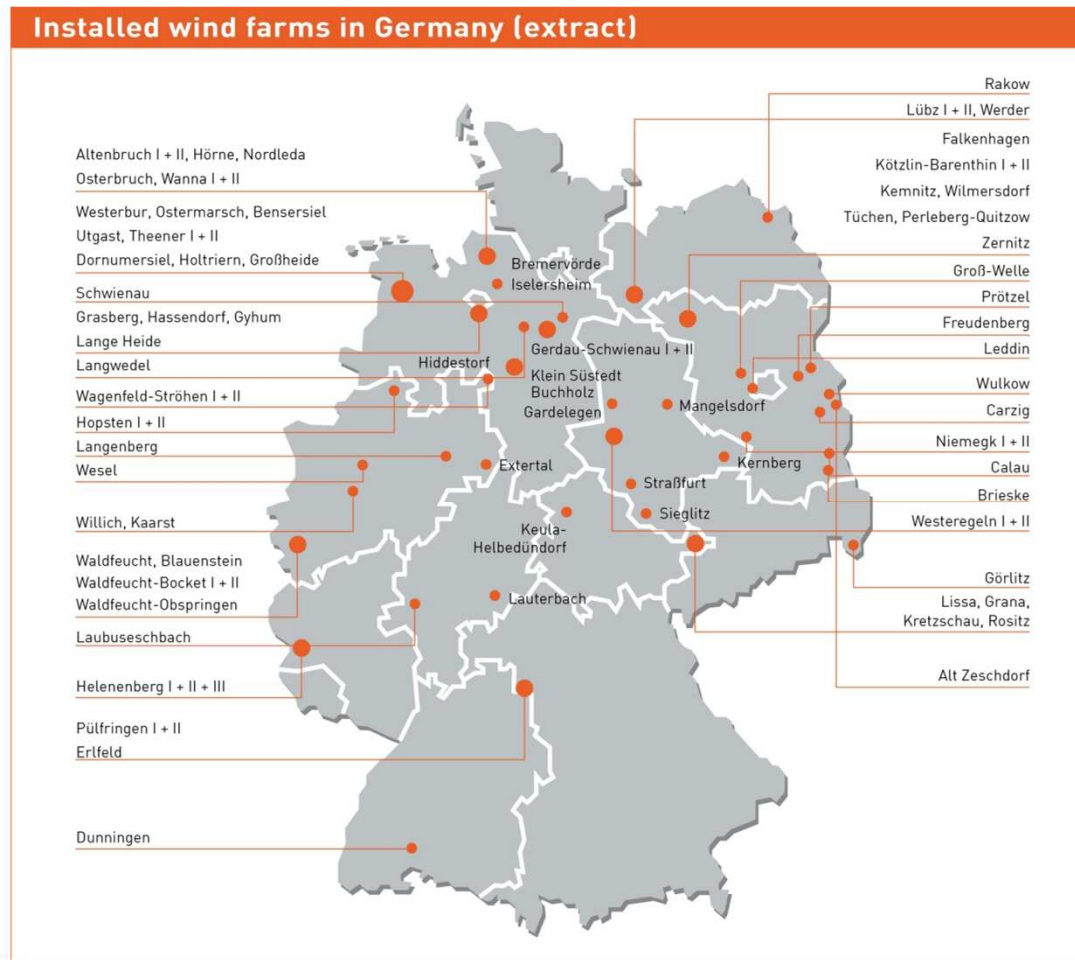 Installed wind farms in Germany (extract)
Altenbruch I + II, Hörne, Nordleda
Osterbruch, Wanna I + II
Westerbur, Ostermarsch, Bensersiel
Utgast, Theener I + II
Dornumersiel, Holtriern, Großheide
Schwienau
Grasberg, Hassendorf, Gyhum
Lange Heide
Langwedel
Wagenfeld-Ströhen I + II
Hopsten I + II
Langenberg
Wesel
Willich, Kaarst
Waldfeucht, Blauenstein
Waldfeucht-Bocket I + II
Waldfeucht-Obspringen
Laubuseschbach
Helenenberg I + II + III
Pülfringen I + II
Erlfeld
Dunningen
Bremervörde
Iselersheim
Hiddestorf
Gerdau-Schwienau I + II
Klein Süstedt
Buchholz
Gardelegen
Mangelsdorf
Extertal
Kernberg
Straßfurt
Sieglitz
Keula-
Helbedündorf
Lauterbach
Rakow
Lübz I + II, Werder
Falkenhagen
Kötzlin-Barenthin I + II
Kemnitz, Wilmersdorf
Tüchen, Perleberg-Quitzow
Zernitz
Groß-Welle
Prötzel
Freudenberg
Leddin
Wulkow
Carzig
Niemegk I + II
Calau
Brieske
Westeregeln I + II
Görlitz
Lissa, Grana,
Kretzschau, Rositz
Alt Zeschdorf